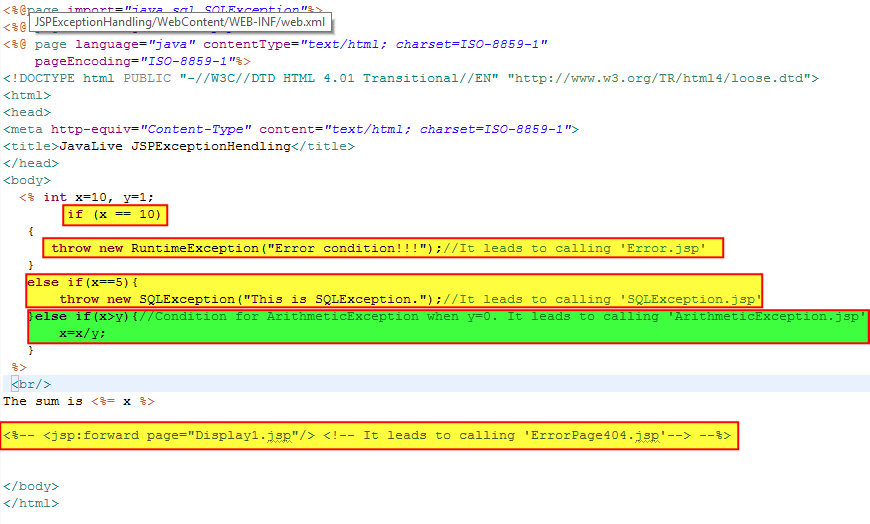 <%@page import="java.sql.SQLException"%>
JSPExceptionHandling/WebContent/WEB-INF/web.xml
<%@
<%@ page language="java" contentType="text/html; charset=ISO-8859-1"
    pageEncoding="ISO-8859-1"%>
<!DOCTYPE html PUBLIC "-//W3C//DTD HTML 4.01 Transitional//EN" "http://www.w3.org/TR/html4/loose.dtd">
<html>
<head>
<meta http-equiv="Content-Type" content="text/html; charset=ISO-8859-1">
<title>JavaLive JSPExceptionHendling</title>
</head>
<body>
<% int x=10, y=1;
if (x == 10)
{
throw new RuntimeException("Error condition!!!");//It leads to calling 'Error.jsp'
}
else if(x==5){
throw new SQLException("This is SQLException.");//It leads to calling 'SQLException.jsp'
}else if(x>y){//Condition for ArithmeticException when y=0. It leads to calling 'ArithmeticException.jsp'
x=x/y;
}
%>
<br/>
The sum is <%= x %>
<%-- <jsp:forward page="Display1.jsp"/> <!-- It leads to calling 'ErrorPage404.jsp'--> --%>
</body>
</html>